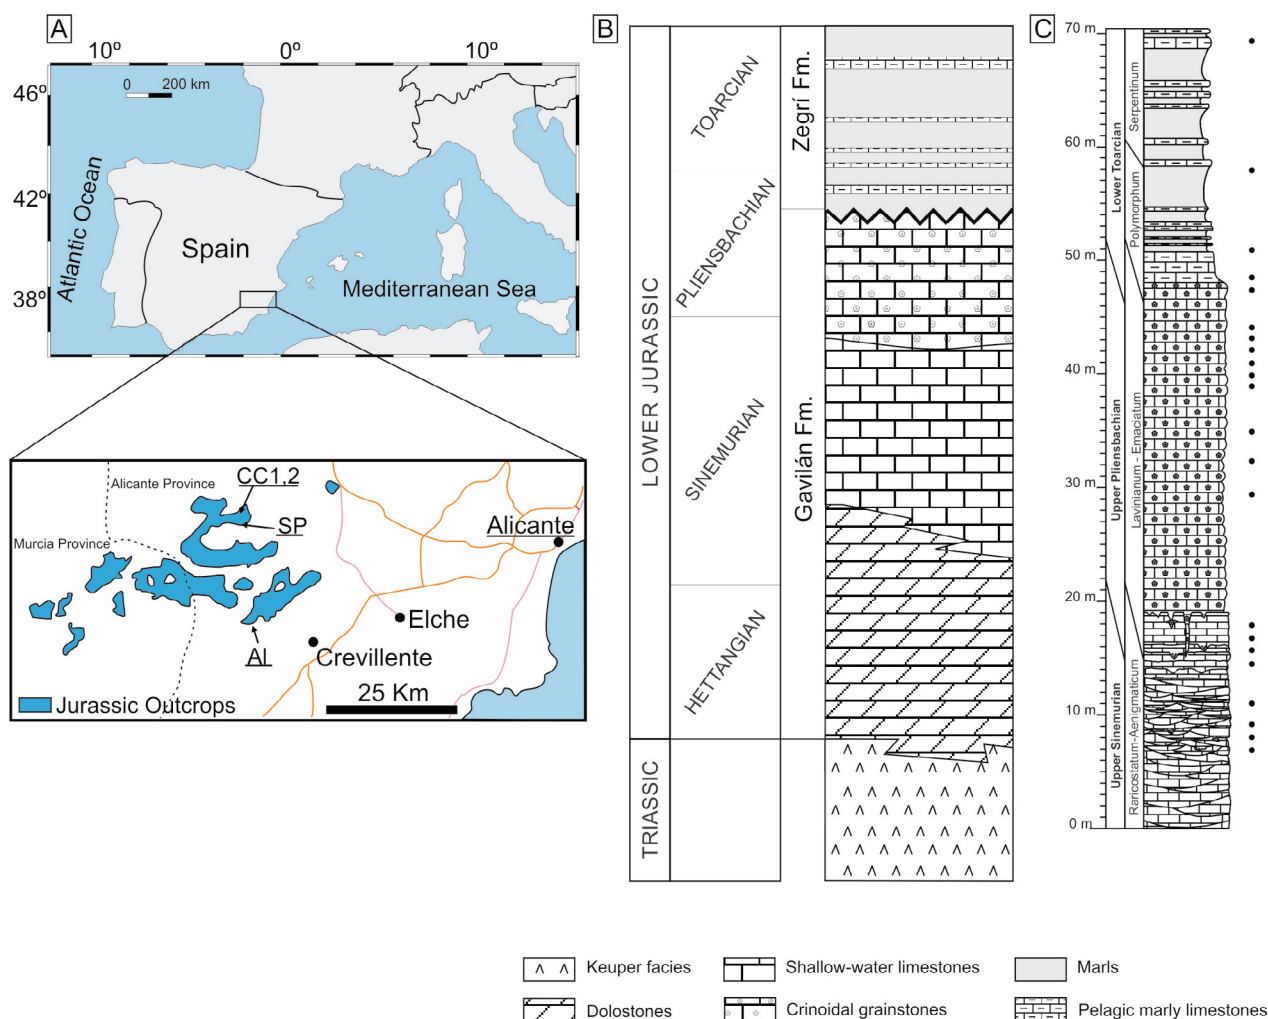 A
10º 0º 10º
46º
42º
38º
0 200 km
Atlantic Ocean
Spain
Mediterranean Sea
Alicante Province
Murcia Province
CC1,2
SP
Alicante
Elche
AL
Crevillente
25 Km
Jurassic Outcrops
B
LOWER JURASSIC
TRIASSIC
TOARCIAN
PLIENSBACHIAN
SINEMURIAN
HETTANGIAN
Zegrí Fm.
Gavilán Fm.
C
70 m
60 m
50 m
40 m
30 m
20 m
10 m
0 m
Lower Toarcian
Upper Pliensbachian
Upper Sinemurian
Serpentinum
Polymorphum
Lavinianum - Emaciatum
Raricostatum-Aenigmaticum
Keuper facies
Shallow-water limestones
Marls
Dolostones
Crinoidal grainstones
Pelagic marly limestones